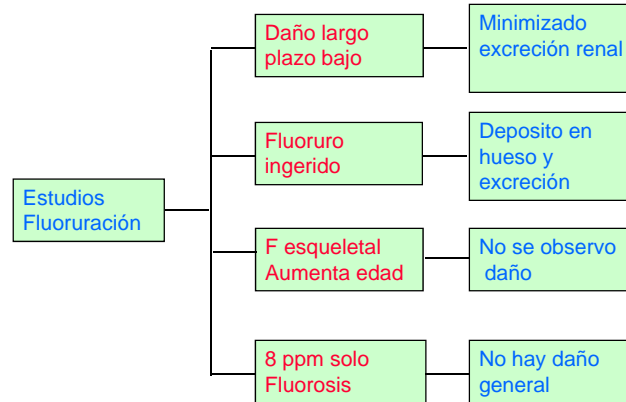 Daño largo
plazo bajo
Minimizado
excreción renal
Fluoruro
ingerido
Deposito en
hueso y
excreción
Estudios
Fluoruración
F esqueletal
Aumenta edad
No se observo
daño
8 ppm solo
Fluorosis
No hay daño
general